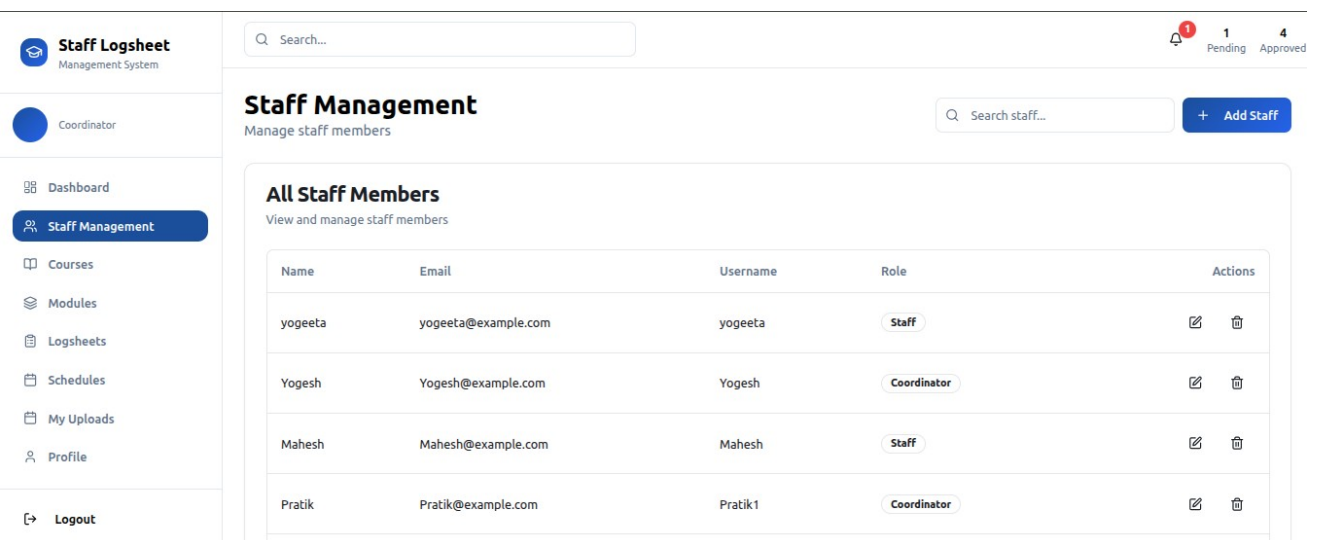 Staff Logsheet
Management System
Search...
1
1
Pending
4
Approved
Coordinator
Dashboard
Staff Management
Courses
Modules
Logsheets
Schedules
My Uploads
Profile
Logout
Staff Management
Manage staff members
Search staff...
+ Add Staff
All Staff Members
View and manage staff members
Name Email Username Role Actions
yogeeta yogeeta@example.com yogeeta Staff
Yogesh Yogesh@example.com Yogesh Coordinator
Mahesh Mahesh@example.com Mahesh Staff
Pratik Pratik@example.com Pratik1 Coordinator